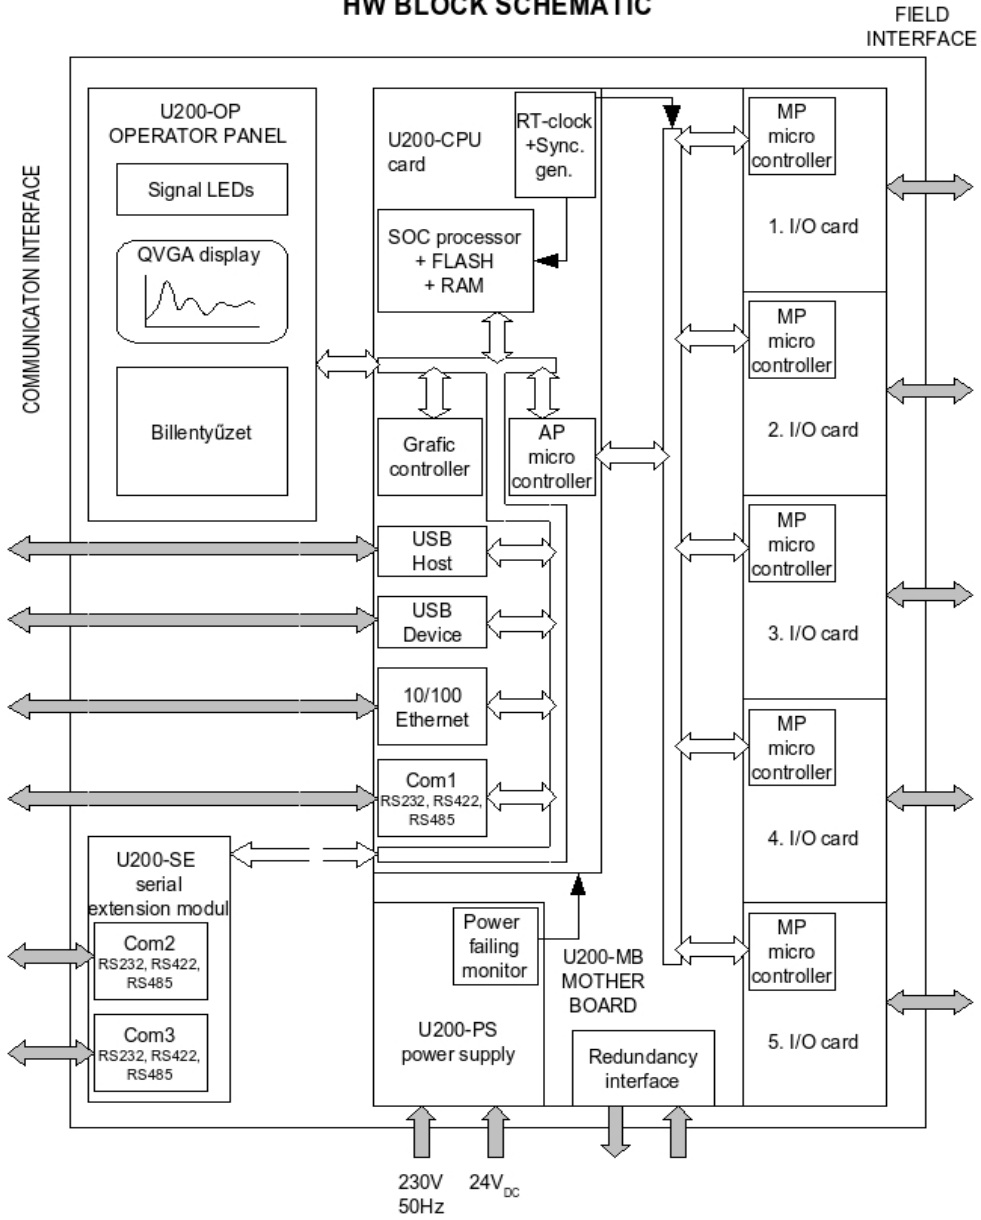 HW BLOCK SCHEMATIC
FIELD
INTERFACE
COMMUNICATON INTERFACE
U200-OP
OPERATOR PANEL
Signal LEDs
QVGA display
Billentyűzet
U200-CPU
card
RT-clock
+Sync.
gen.
SOC processor
+ FLASH
+ RAM
Grafic
controller
AP
micro
controller
USB
Host
USB
Device
10/100
Ethernet
Com1
RS232, RS422,
RS485
MP
micro
controller
1. I/O card
MP
micro
controller
2. I/O card
MP
micro
controller
3. I/O card
MP
micro
controller
4. I/O card
MP
micro
controller
5. I/O card
U200-SE
serial
extension modul
Com2
RS232, RS422,
RS485
Com3
RS232, RS422,
RS485
Power
failing
monitor
U200-PS
power supply
U200-MB
MOTHER
BOARD
Redundancy
interface
230V
50Hz
24VDC